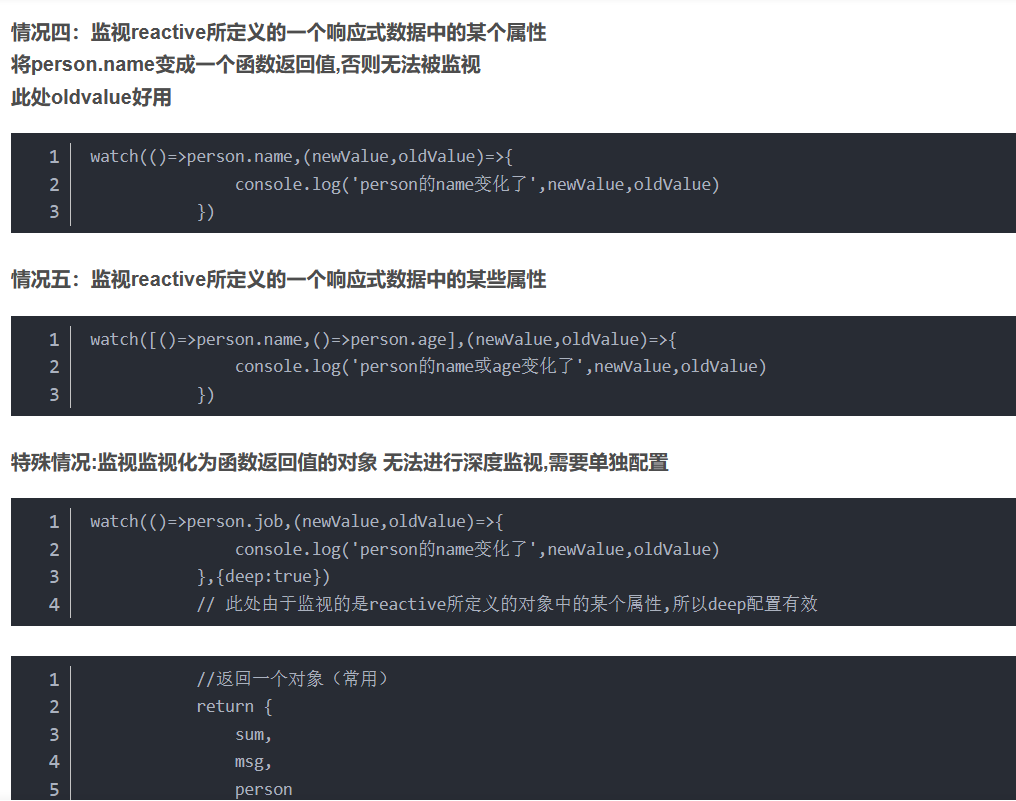 情况四：监视reactive所定义的一个响应式数据中的某个属性
将person.name变成一个函数返回值,否则无法被监视
此处oldvalue好用
1 watch(()=>person.name,(newValue,oldValue)=>{
2 console.log('person的name变化了',newValue,oldValue)
3 })
情况五：监视reactive所定义的一个响应式数据中的某些属性
1 watch([()=>person.name,()=>person.age],(newValue,oldValue)=>{
2 console.log('person的name或age变化了',newValue,oldValue)
3 })
特殊情况:监视监视化为函数返回值的对象 无法进行深度监视,需要单独配置
1 watch(()=>person.job,(newValue,oldValue)=>{
2 console.log('person的name变化了',newValue,oldValue)
3 },{deep:true})
4 // 此处由于监视的是reactive所定义的对象中的某个属性,所以deep配置有效
1 //返回一个对象（常用）
2 return {
3 sum,
4 msg,
5 person